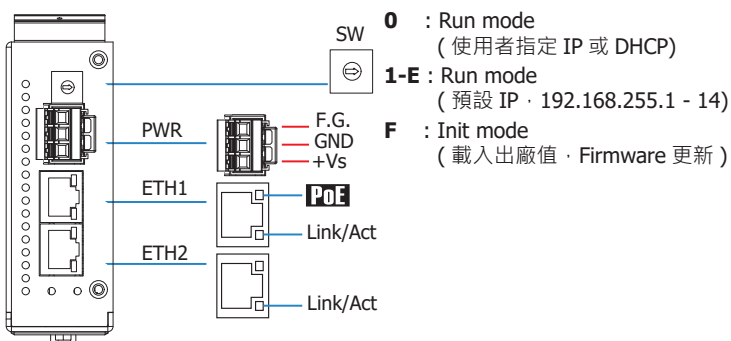 SW
PWR
F.G.
GND
+Vs
ETH1
PoE
Link/Act
ETH2
Link/Act
0 : Run mode
( 使用者指定 IP 或 DHCP)
1-E : Run mode
( 預設 IP，192.168.255.1 - 14)
F : Init mode
( 載入出廠值，Firmware 更新 )